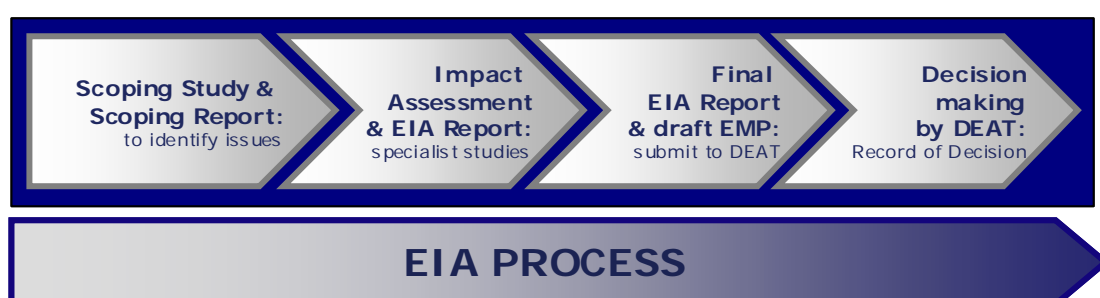 Scoping Study &
Scoping Report:
to identify issues
Impact
Assessment
& EIA Report:
specialist studies
Final
EIA Report
& draft EMP:
submit to DEAT
Decision
making
by DEAT:
Record of Decision
EIA PROCESS